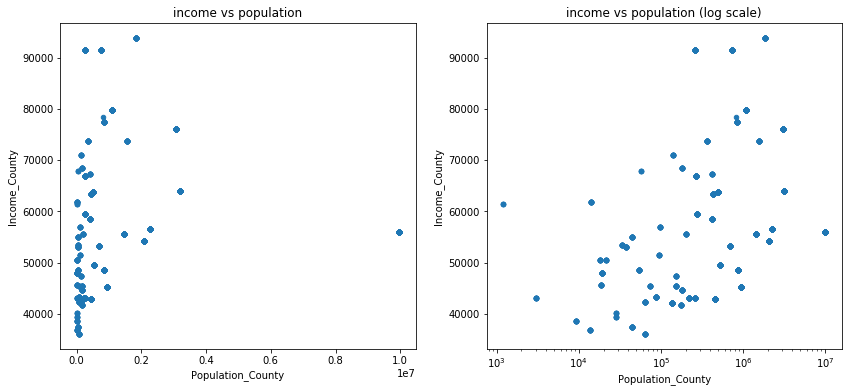 income vs population
90000
80000
70000
60000
50000
40000
Income_County
0.0 0.2 0.4 0.6 0.8 1.0
1e7
Population_County
income vs population (log scale)
90000
80000
70000
60000
50000
40000
Income_County
10³ 10⁴ 10⁵ 10⁶ 10⁷
Population_County